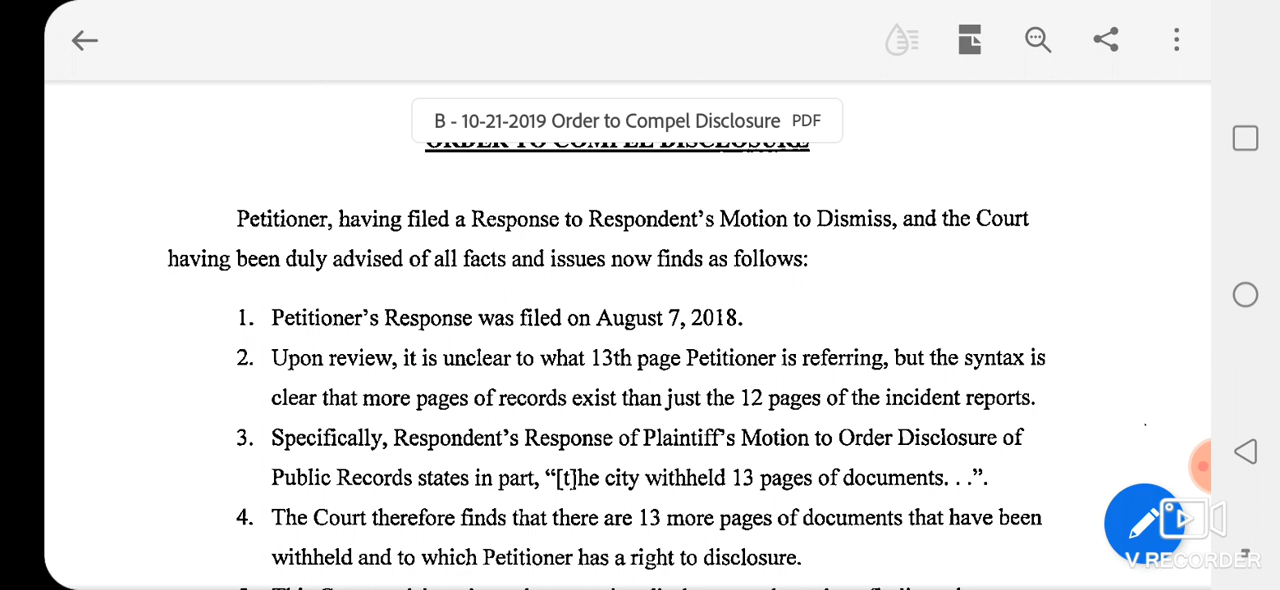 B - 10-21-2019 Order to Compel Disclosure PDF
ORDER TO COMPEL DISCLOSURE
Petitioner, having filed a Response to Respondent’s Motion to Dismiss, and the Court
having been duly advised of all facts and issues now finds as follows:
1. Petitioner’s Response was filed on August 7, 2018.
2. Upon review, it is unclear to what 13th page Petitioner is referring, but the syntax is
clear that more pages of records exist than just the 12 pages of the incident reports.
3. Specifically, Respondent’s Response of Plaintiff’s Motion to Order Disclosure of
Public Records states in part, “[t]he city withheld 13 pages of documents. . .”.
4. The Court therefore finds that there are 13 more pages of documents that have been
withheld and to which Petitioner has a right to disclosure.
V RECORDER